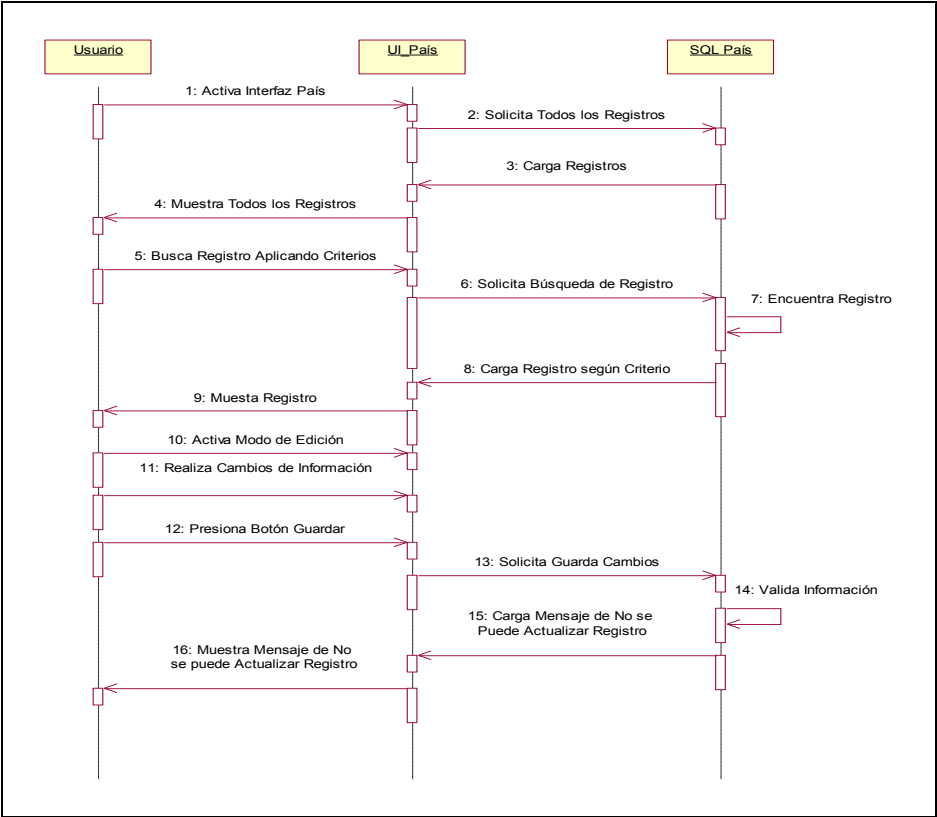 Usuario
UI_País
SQL País
1: Activa Interfaz País
2: Solicita Todos los Registros
3: Carga Registros
4: Muestra Todos los Registros
5: Busca Registro Aplicando Criterios
6: Solicita Búsqueda de Registro
7: Encuentra Registro
8: Carga Registro según Criterio
9: Muesta Registro
10: Activa Modo de Edición
11: Realiza Cambios de Información
12: Presiona Botón Guardar
13: Solicita Guarda Cambios
14: Valida Información
15: Carga Mensaje de No se
Puede Actualizar Registro
16: Muestra Mensaje de No
se puede Actualizar Registro